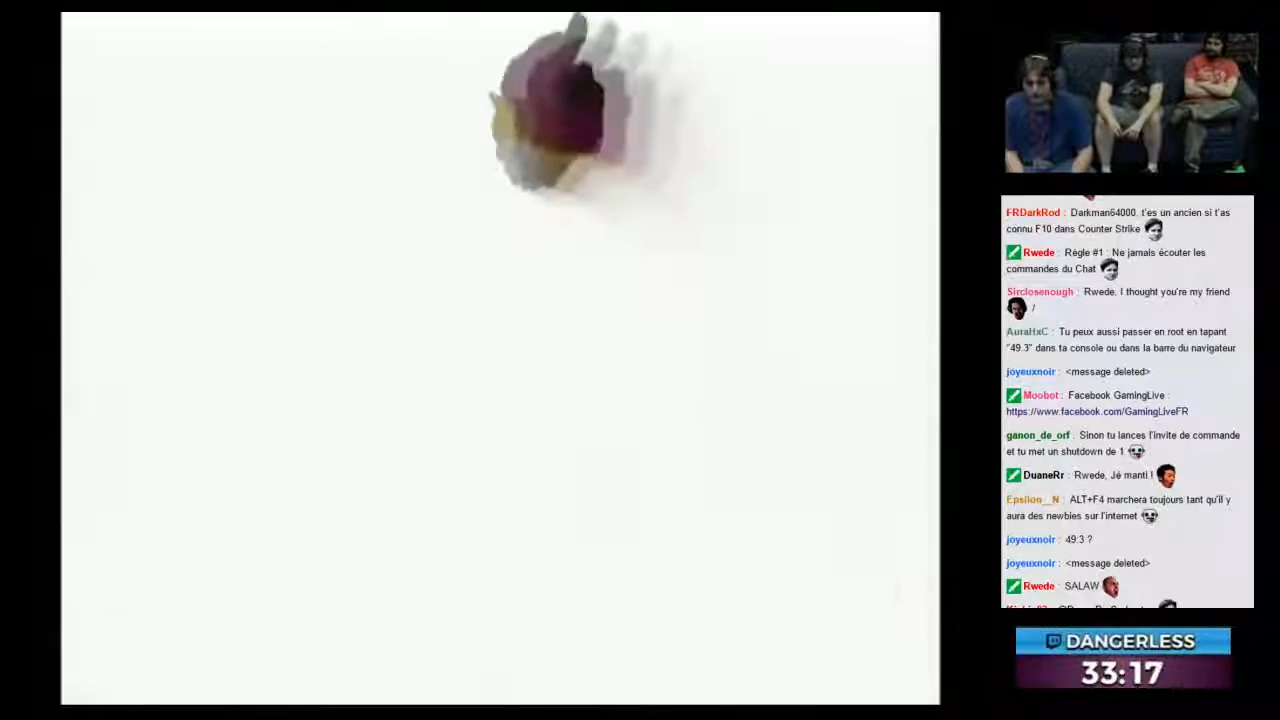 FRDarkRod : Darkman64000, t'es un ancien si t'as
connu F10 dans Counter Strike
Rwede : Règle #1 : Ne jamais écouter les
commandes du Chat
Sirclosenough : Rwede, I thought you're my friend
/
AuraHxC : Tu peux aussi passer en root en tapant
"49.3" dans ta console ou dans la barre du navigateur
joyeuxnoir : <message deleted>
Moobot : Facebook GamingLive :
https://www.facebook.com/GamingLiveFR
ganon_de_orf : Sinon tu lances l'invite de commande
et tu met un shutdown de 1
DuaneRr : Rwede, Jé manti !
Epsilon__N : ALT+F4 marchera toujours tant qu'il y
aura des newbies sur l'internet
joyeuxnoir : 49.3 ?
joyeuxnoir : <message deleted>
Rwede : SALAW
DANGERLESS
33:17